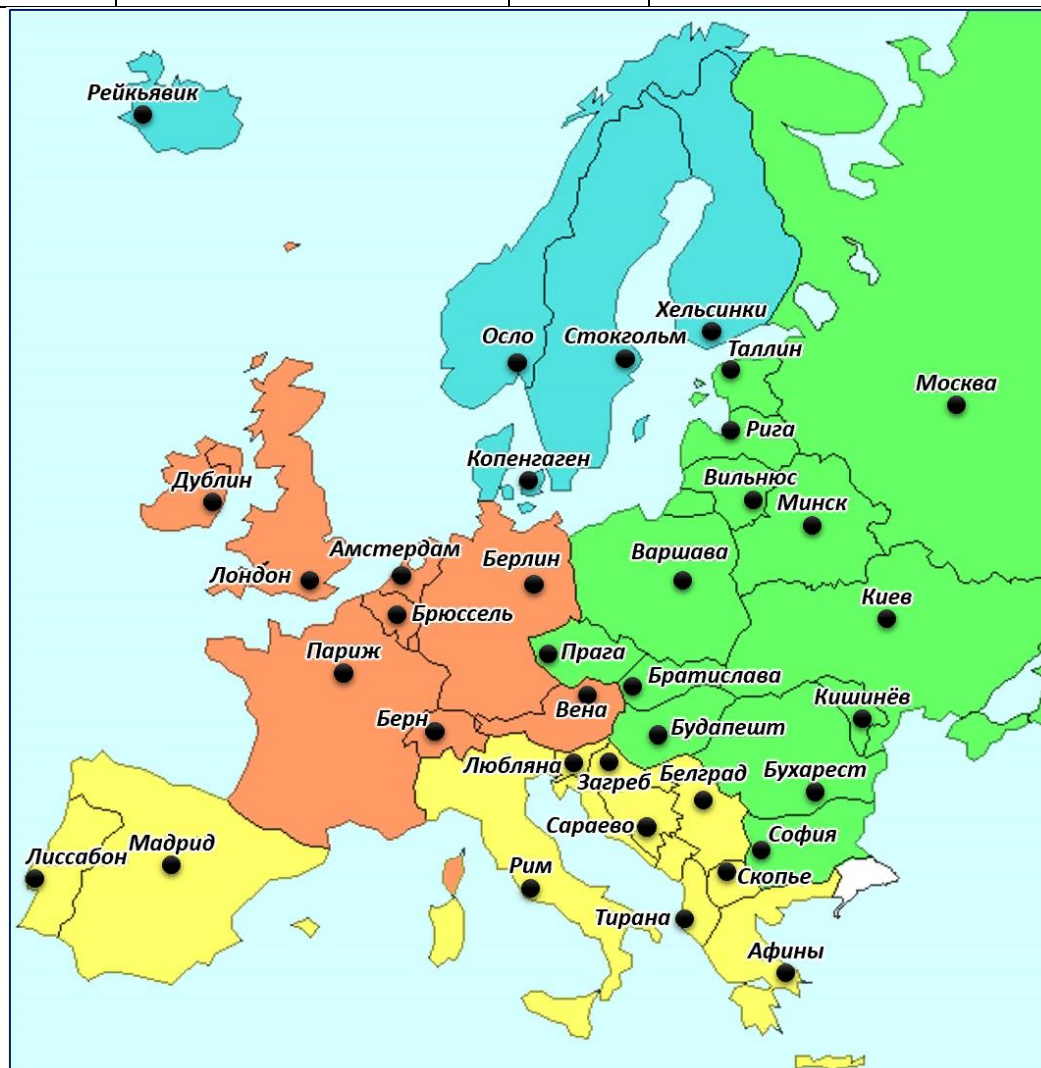 Рейкьявик
Хельсинки
Осло
Стокгольм
Таллин
Москва
Рига
Копенгаген
Вильнюс
Дублин
Минск
Амстердам
Берлин
Варшава
Лондон
Киев
Брюссель
Париж
Прага
Братислава
Кишинёв
Вена
Берн
Будапешт
Любляна
Загреб
Белград
Бухарест
Сараево
София
Мадрид
Лиссабон
Рим
Скопье
Тирана
Афины